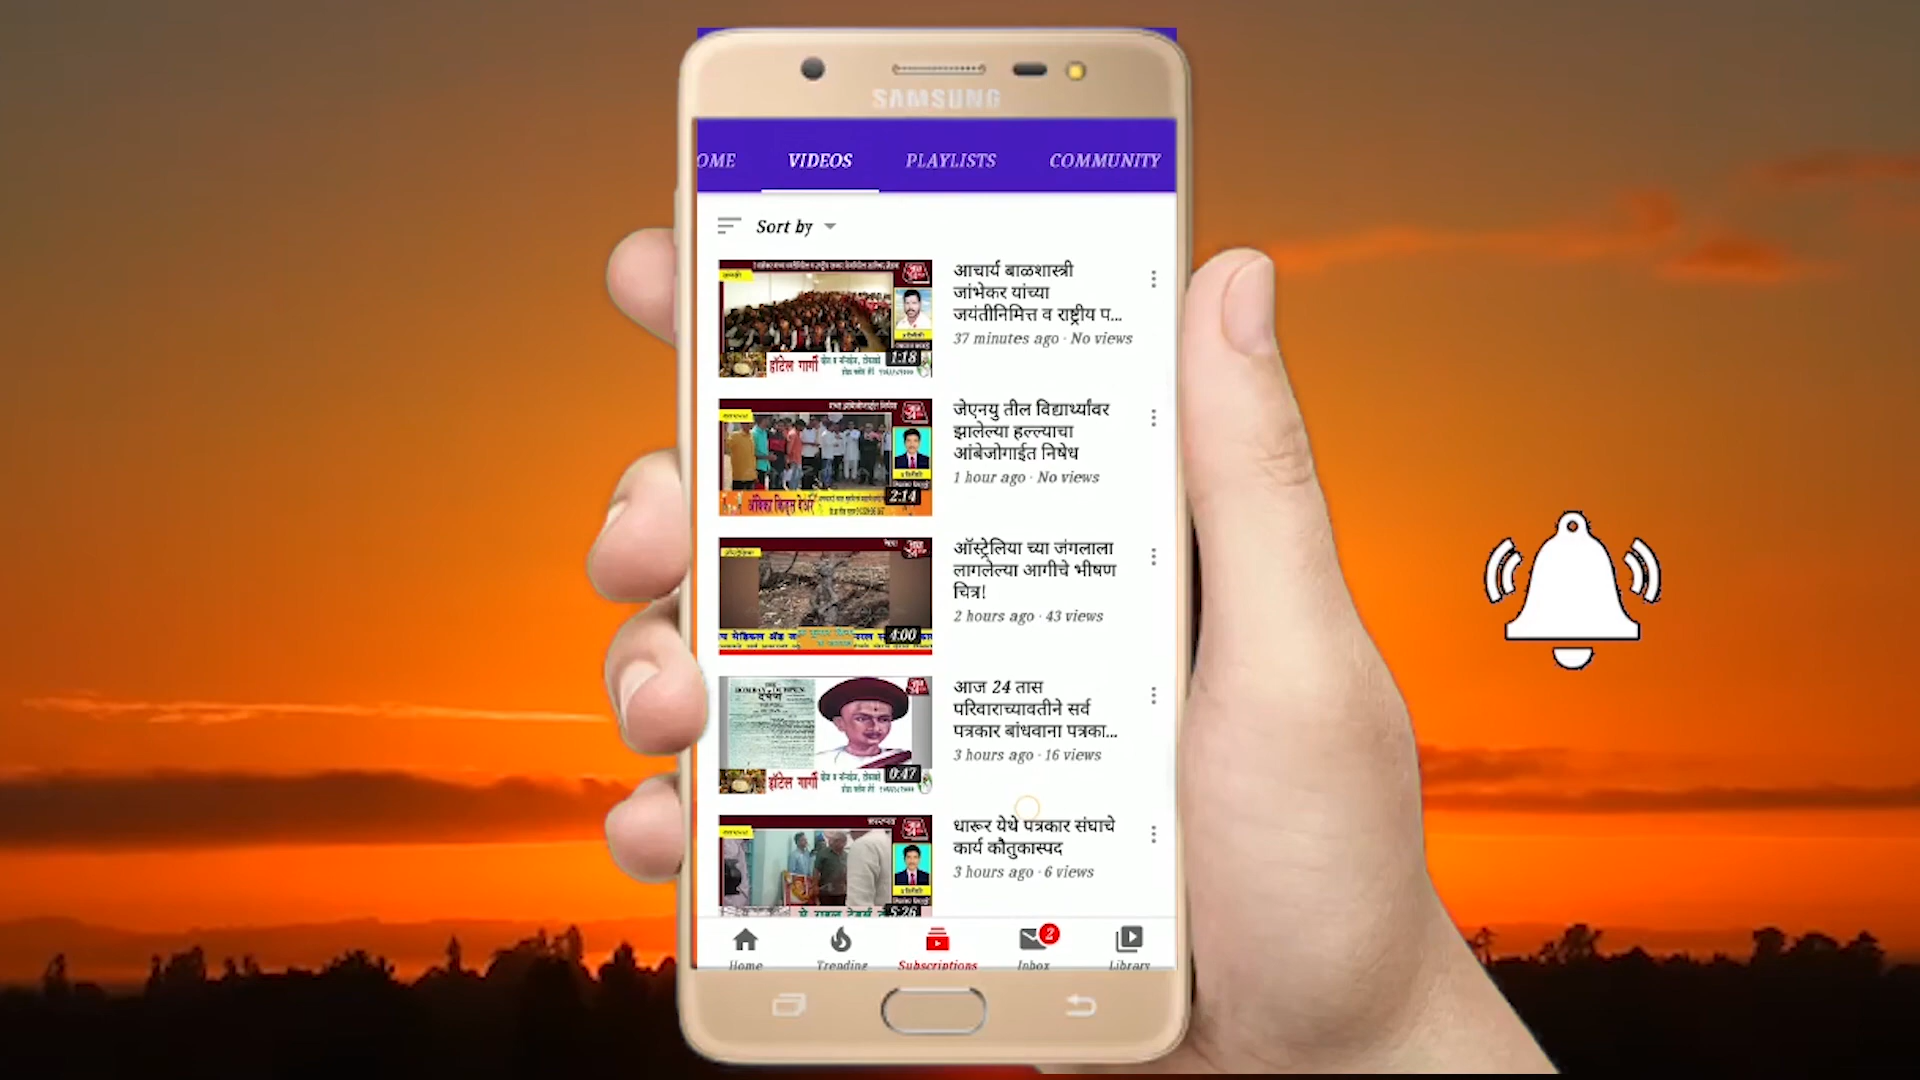 SAMSUNG
OME VIDEOS PLAYLISTS COMMUNITY
Sort by
आचार्य बाळशास्त्री
जांभेकर यांच्या
जयंतीनिमित्त व राष्ट्रीय प...
37 minutes ago · No views
हॉटेल गार्गी
1:18
जेएनयु तील विद्यार्थ्यांवर
झालेल्या हल्ल्याचा
आंबेजोगाईत निषेध
1 hour ago · No views
2:14
ऑस्ट्रेलिया च्या जंगलाला
लागलेल्या आगीचे भीषण
चित्र!
2 hours ago · 43 views
4:00
आज 24 तास
परिवाराच्यावतीने सर्व
पत्रकार बांधवाना पत्रका...
3 hours ago · 16 views
हॉटेल गार्गी
0:47
धारूर येथे पत्रकार संघाचे
कार्य कौतुकास्पद
3 hours ago · 6 views
5:26
2
Home Trending Subscriptions Inbox Library